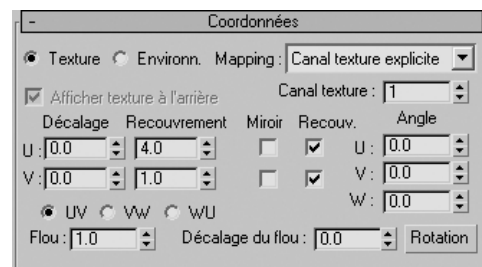 - Coordonnées
Texture Environn. Mapping : Canal texture explicite
Afficher texture à l'arrière Canal texture : 1
Décalage Recouvrement Miroir Recouv. Angle
U : 0.0 4.0 U : 0.0
V : 0.0 1.0 V : 0.0
W : 0.0
UV VW WU
Flou : 1.0 Décalage du flou : 0.0 Rotation